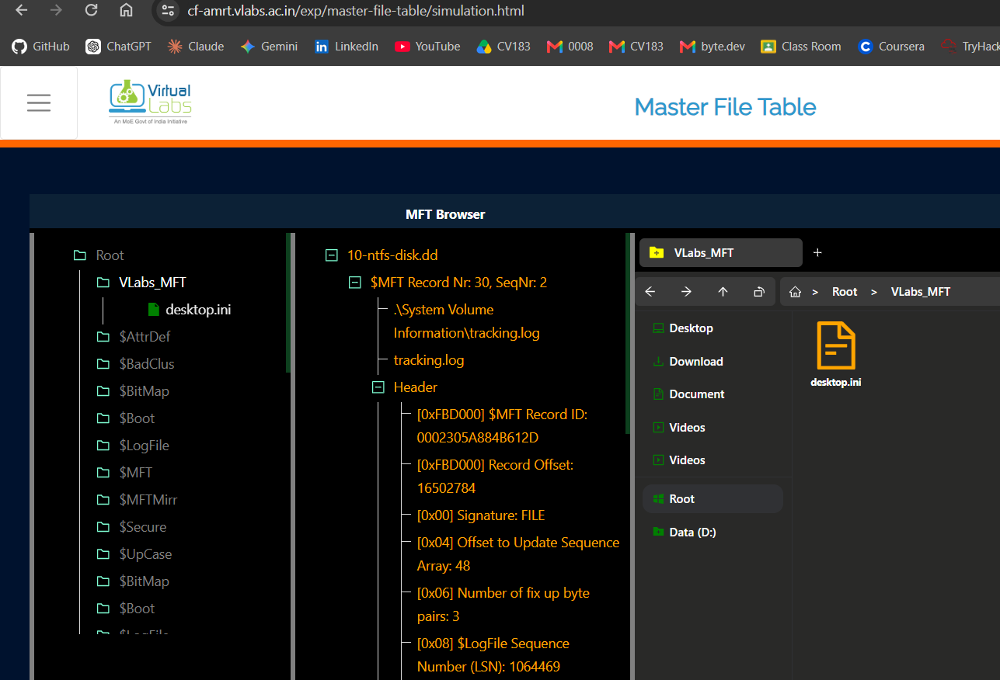 cf-amrt.vlabs.ac.in/exp/master-file-table/simulation.html
GitHub ChatGPT Claude Gemini LinkedIn YouTube CV183 0008 CV183 byte.dev Class Room Coursera TryHack
Virtual
Labs
An MoE Govt of India Initiative
Master File Table
MFT Browser
Root
VLabs_MFT
desktop.ini
$AttrDef
$BadClus
$BitMap
$Boot
$LogFile
$MFT
$MFTMirr
$Secure
$UpCase
$BitMap
$Boot
$LogFile
10-ntfs-disk.dd
$MFT Record Nr: 30, SeqNr: 2
.\System Volume
Information\tracking.log
tracking.log
Header
[0xFBD000] $MFT Record ID:
0002305A884B612D
[0xFBD000] Record Offset:
16502784
[0x00] Signature: FILE
[0x04] Offset to Update Sequence
Array: 48
[0x06] Number of fix up byte
pairs: 3
[0x08] $LogFile Sequence
Number (LSN): 1064469
VLabs_MFT +
> Root > VLabs_MFT
Desktop
Download
Document
Videos
Videos
Root
Data (D:)
desktop.ini